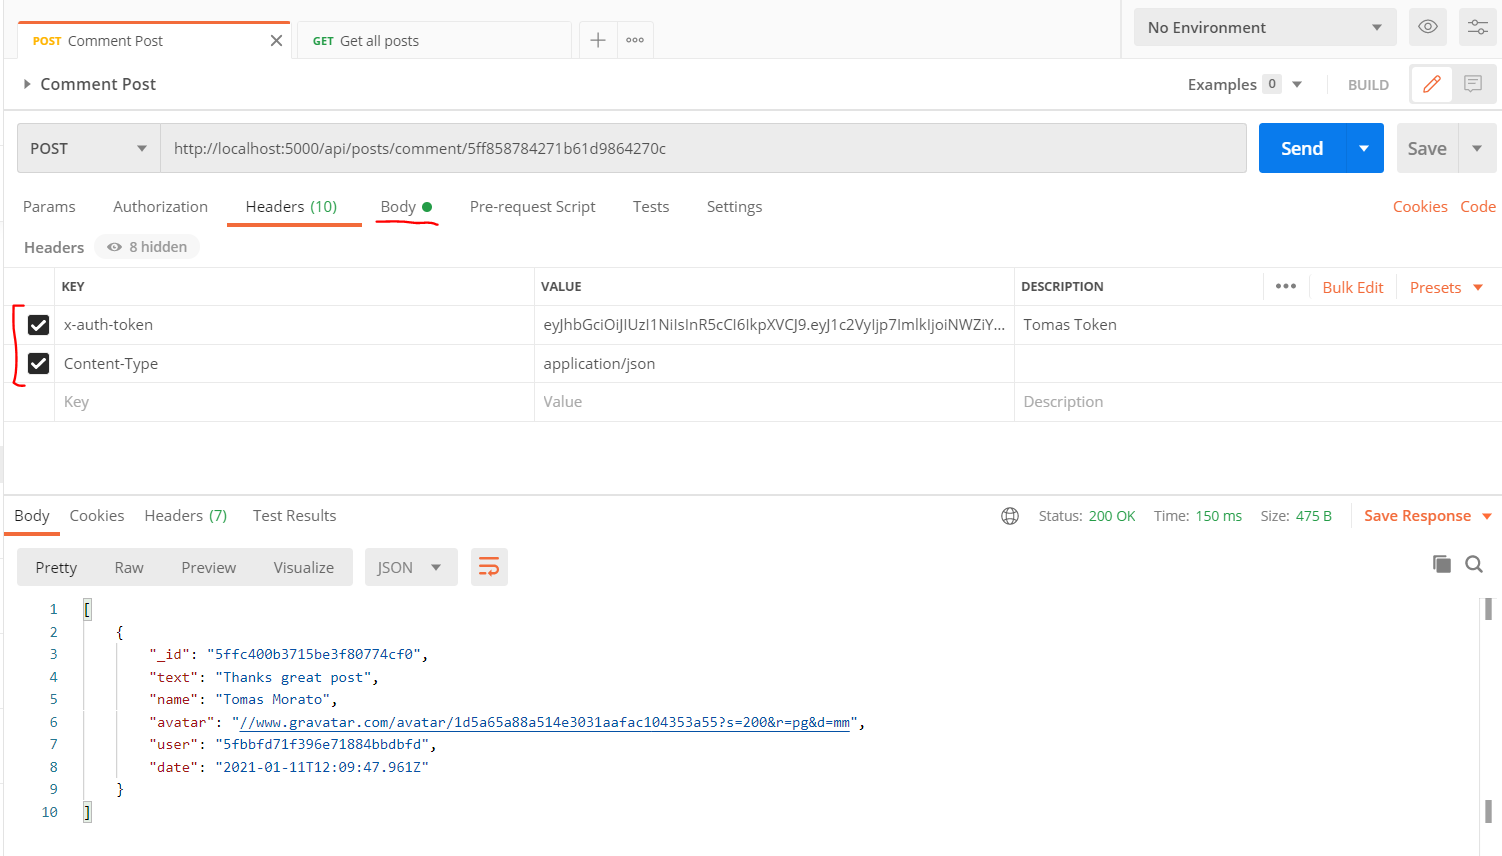 POST Comment Post GET Get all posts No Environment
Comment Post Examples 0 BUILD
POST http://localhost:5000/api/posts/comment/5ff858784271b61d9864270c Send Save
Params Authorization Headers (10) Body Pre-request Script Tests Settings Cookies Code
Headers 8 hidden
KEY VALUE DESCRIPTION ••• Bulk Edit Presets
x-auth-token eyJhbGciOiJIUzI1NiIsInR5cCI6IkpXVCJ9.eyJ1c2VyIjp7ImlkIjoiNWZiY... Tomas Token
Content-Type application/json
Key Value Description
Body Cookies Headers (7) Test Results Status: 200 OK Time: 150 ms Size: 475 B Save Response
Pretty Raw Preview Visualize JSON
1 [
2 {
3 "_id": "5ffc400b3715be3f80774cf0",
4 "text": "Thanks great post",
5 "name": "Tomas Morato",
6 "avatar": "//www.gravatar.com/avatar/1d5a65a88a514e3031aafac104353a55?s=200&r=pg&d=mm",
7 "user": "5fbbfd71f396e71884bbdbfd",
8 "date": "2021-01-11T12:09:47.961Z"
9 }
10 ]